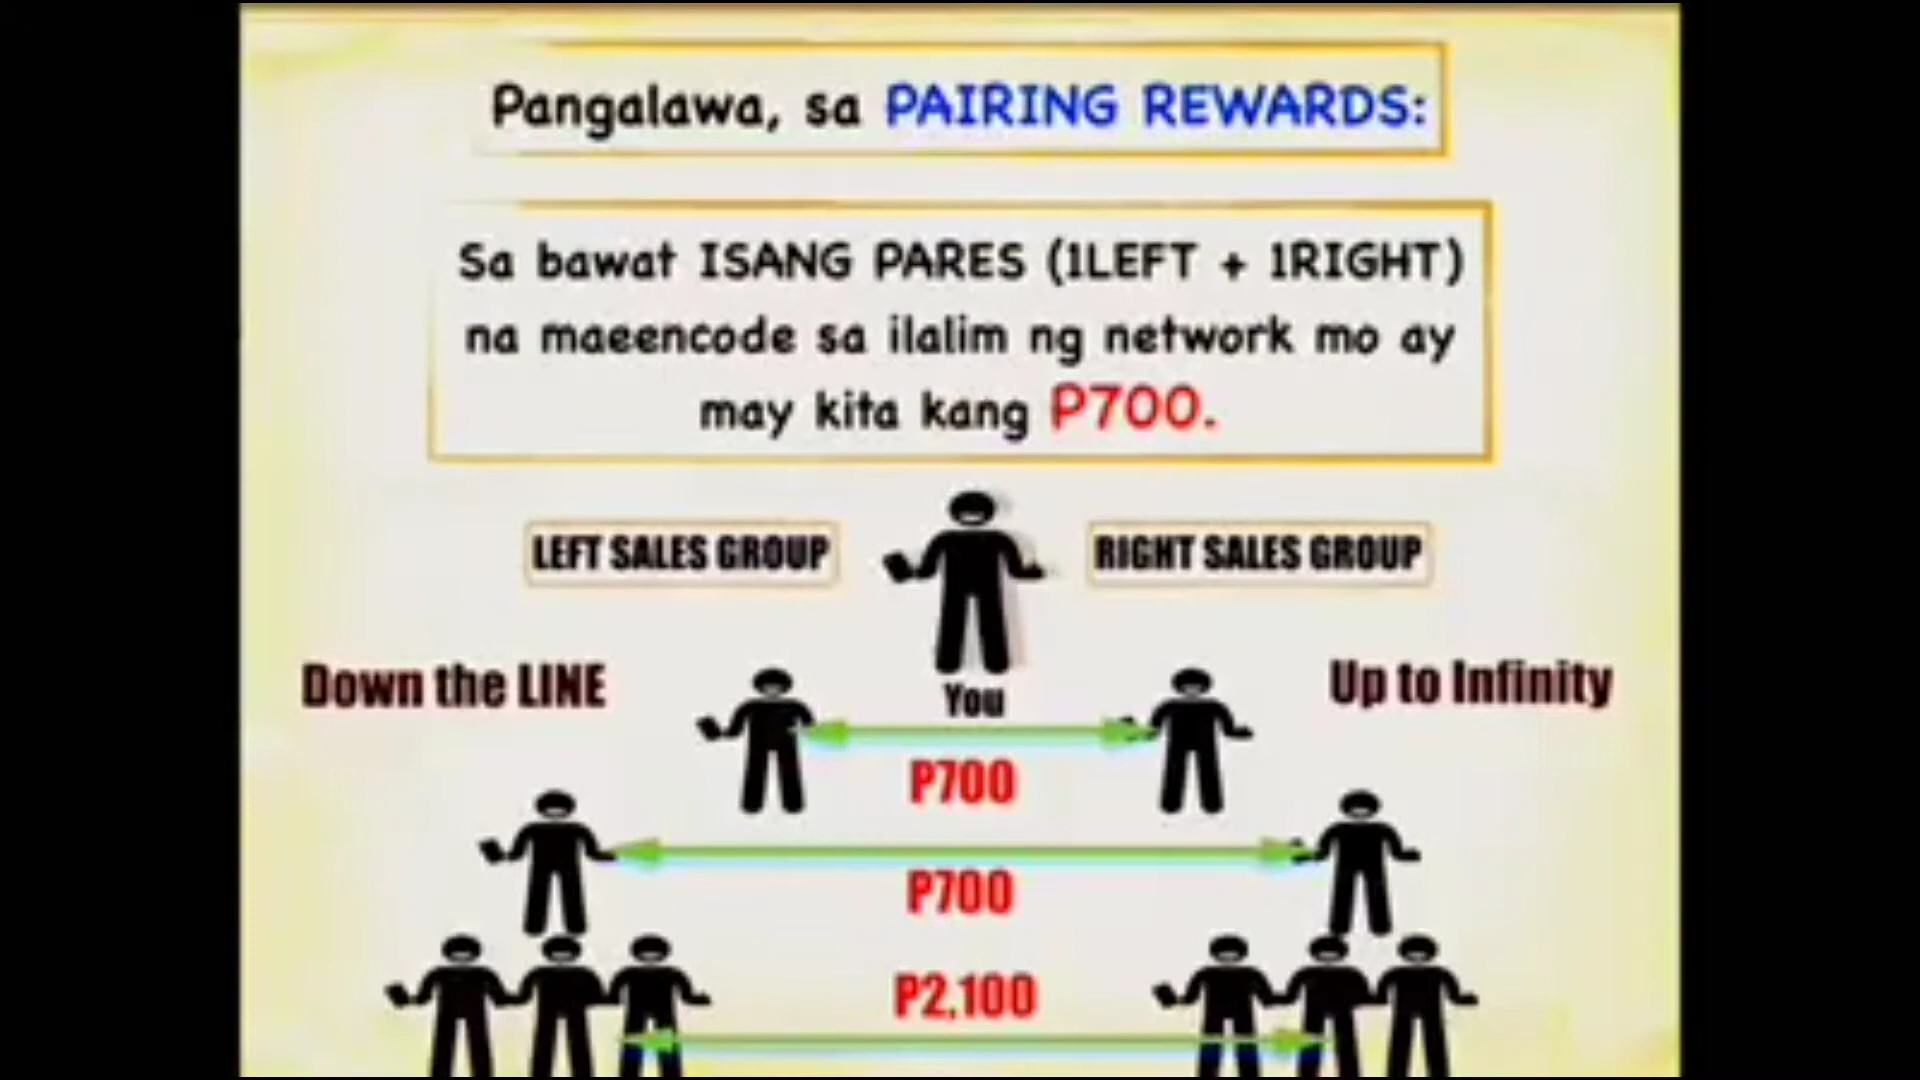 Pangalawa, sa PAIRING REWARDS:
Sa bawat ISANG PARES (1LEFT + 1RIGHT)
na maeencode sa ilalim ng network mo ay
may kita kang P700.
LEFT SALES GROUP
RIGHT SALES GROUP
Down the LINE
Up to Infinity
You
P700
P700
P2,100